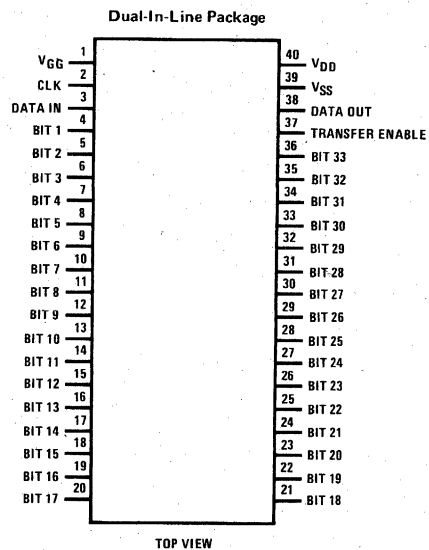 Dual-In-Line Package
VGG 1
CLK 2
DATA IN 3
BIT 1 4
BIT 2 5
BIT 3 6
BIT 4 7
BIT 5 8
BIT 6 9
BIT 7 10
BIT 8 11
BIT 9 12
BIT 10 13
BIT 11 14
BIT 12 15
BIT 13 16
BIT 14 17
BIT 15 18
BIT 16 19
BIT 17 20
40 VDD
39 VSS
38 DATA OUT
37 TRANSFER ENABLE
36 BIT 33
35 BIT 32
34 BIT 31
33 BIT 30
32 BIT 29
31 BIT 28
30 BIT 27
29 BIT 26
28 BIT 25
27 BIT 24
26 BIT 23
25 BIT 22
24 BIT 21
23 BIT 20
22 BIT 19
21 BIT 18
TOP VIEW